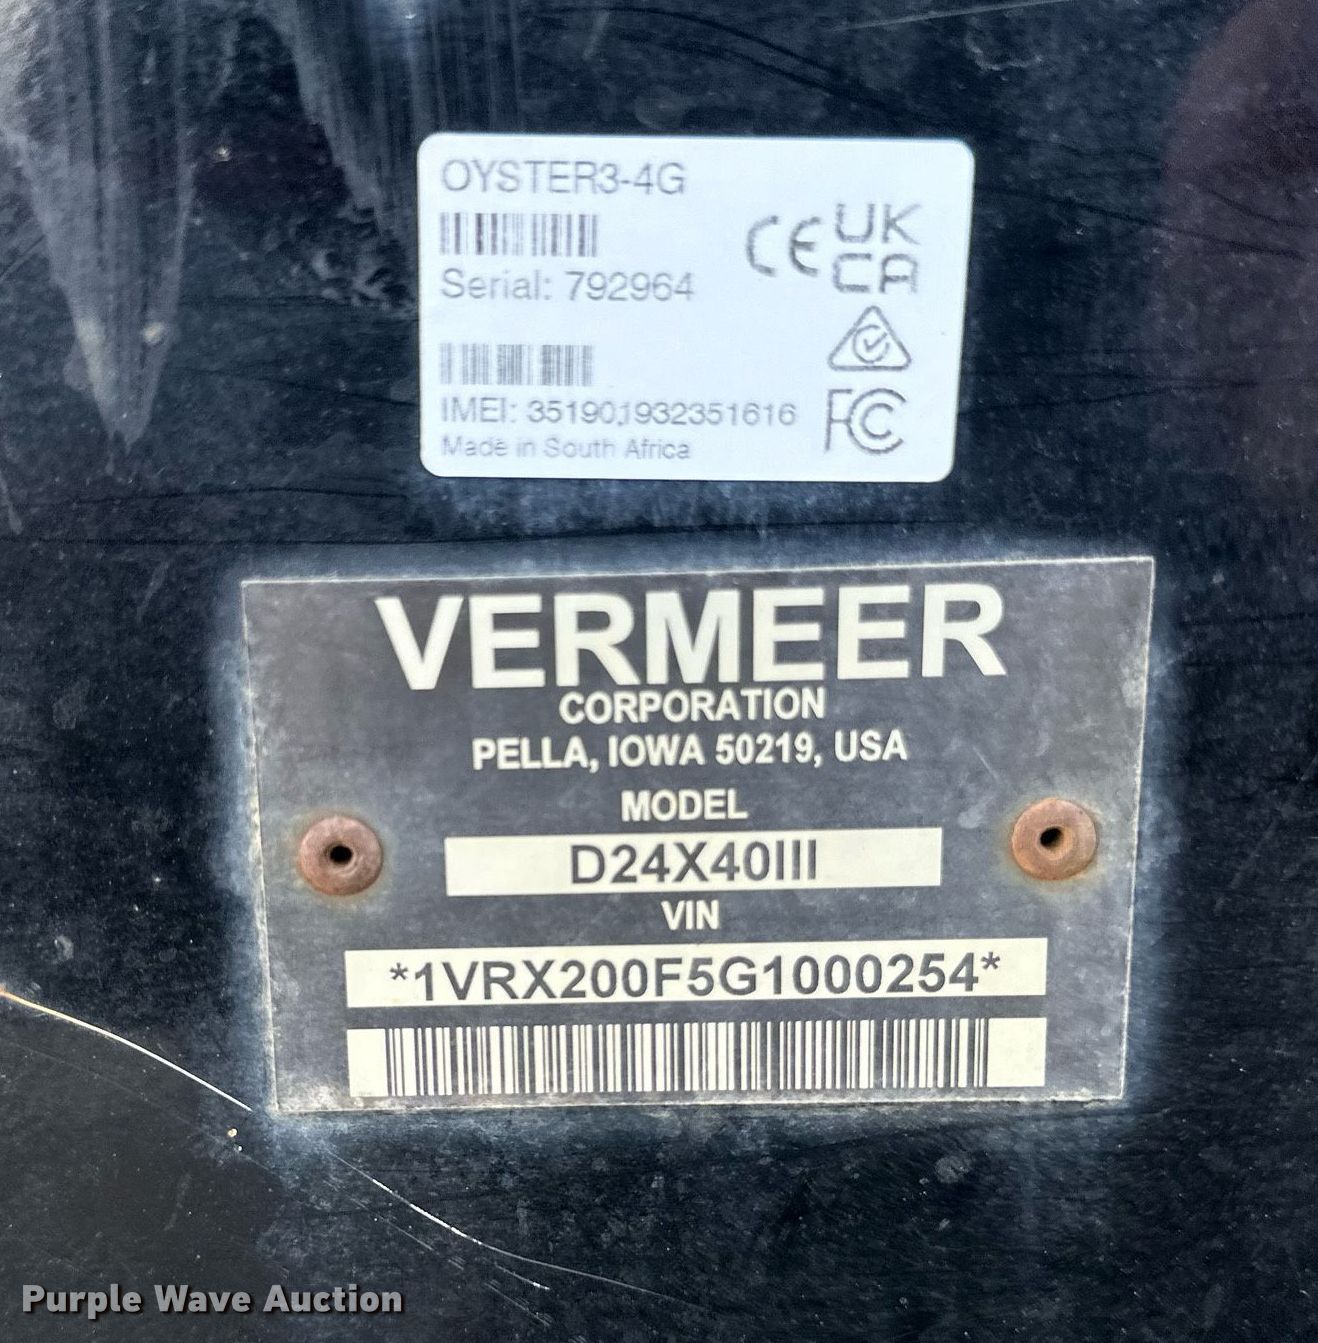 OYSTER3-4G
Serial: 792964
CE UK
CA
IMEI: 351901932351616
FC
Made in South Africa
VERMEER
CORPORATION
PELLA, IOWA 50219, USA
MODEL
D24X40III
VIN
*1VRX200F5G1000254*
Purple Wave Auction